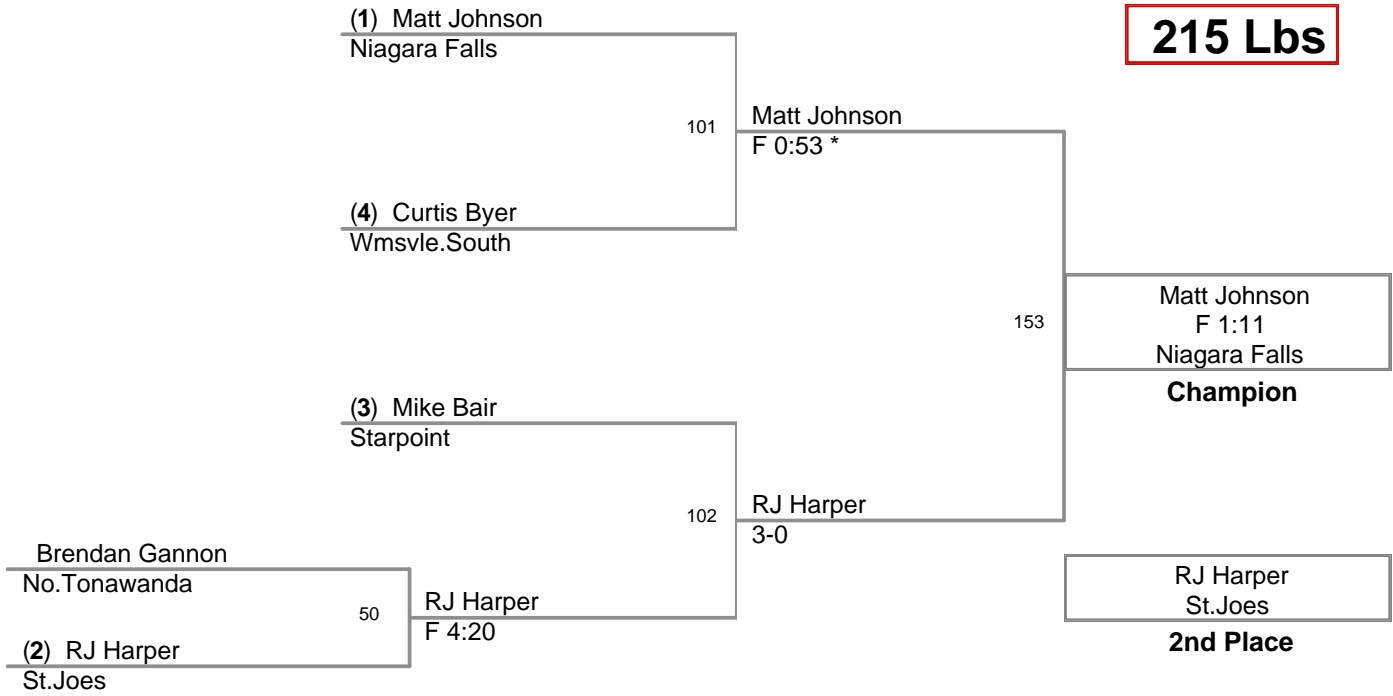 (1) Matt Johnson
Niagara Falls
215 Lbs
101
Matt Johnson
F 0:53 *
(4) Curtis Byer
Wmsvle.South
153
Matt Johnson
F 1:11
Niagara Falls
Champion
(3) Mike Bair
Starpoint
102
RJ Harper
3-0
Brendan Gannon
No.Tonawanda
50
RJ Harper
F 4:20
(2) RJ Harper
St.Joes
RJ Harper
St.Joes
2nd Place